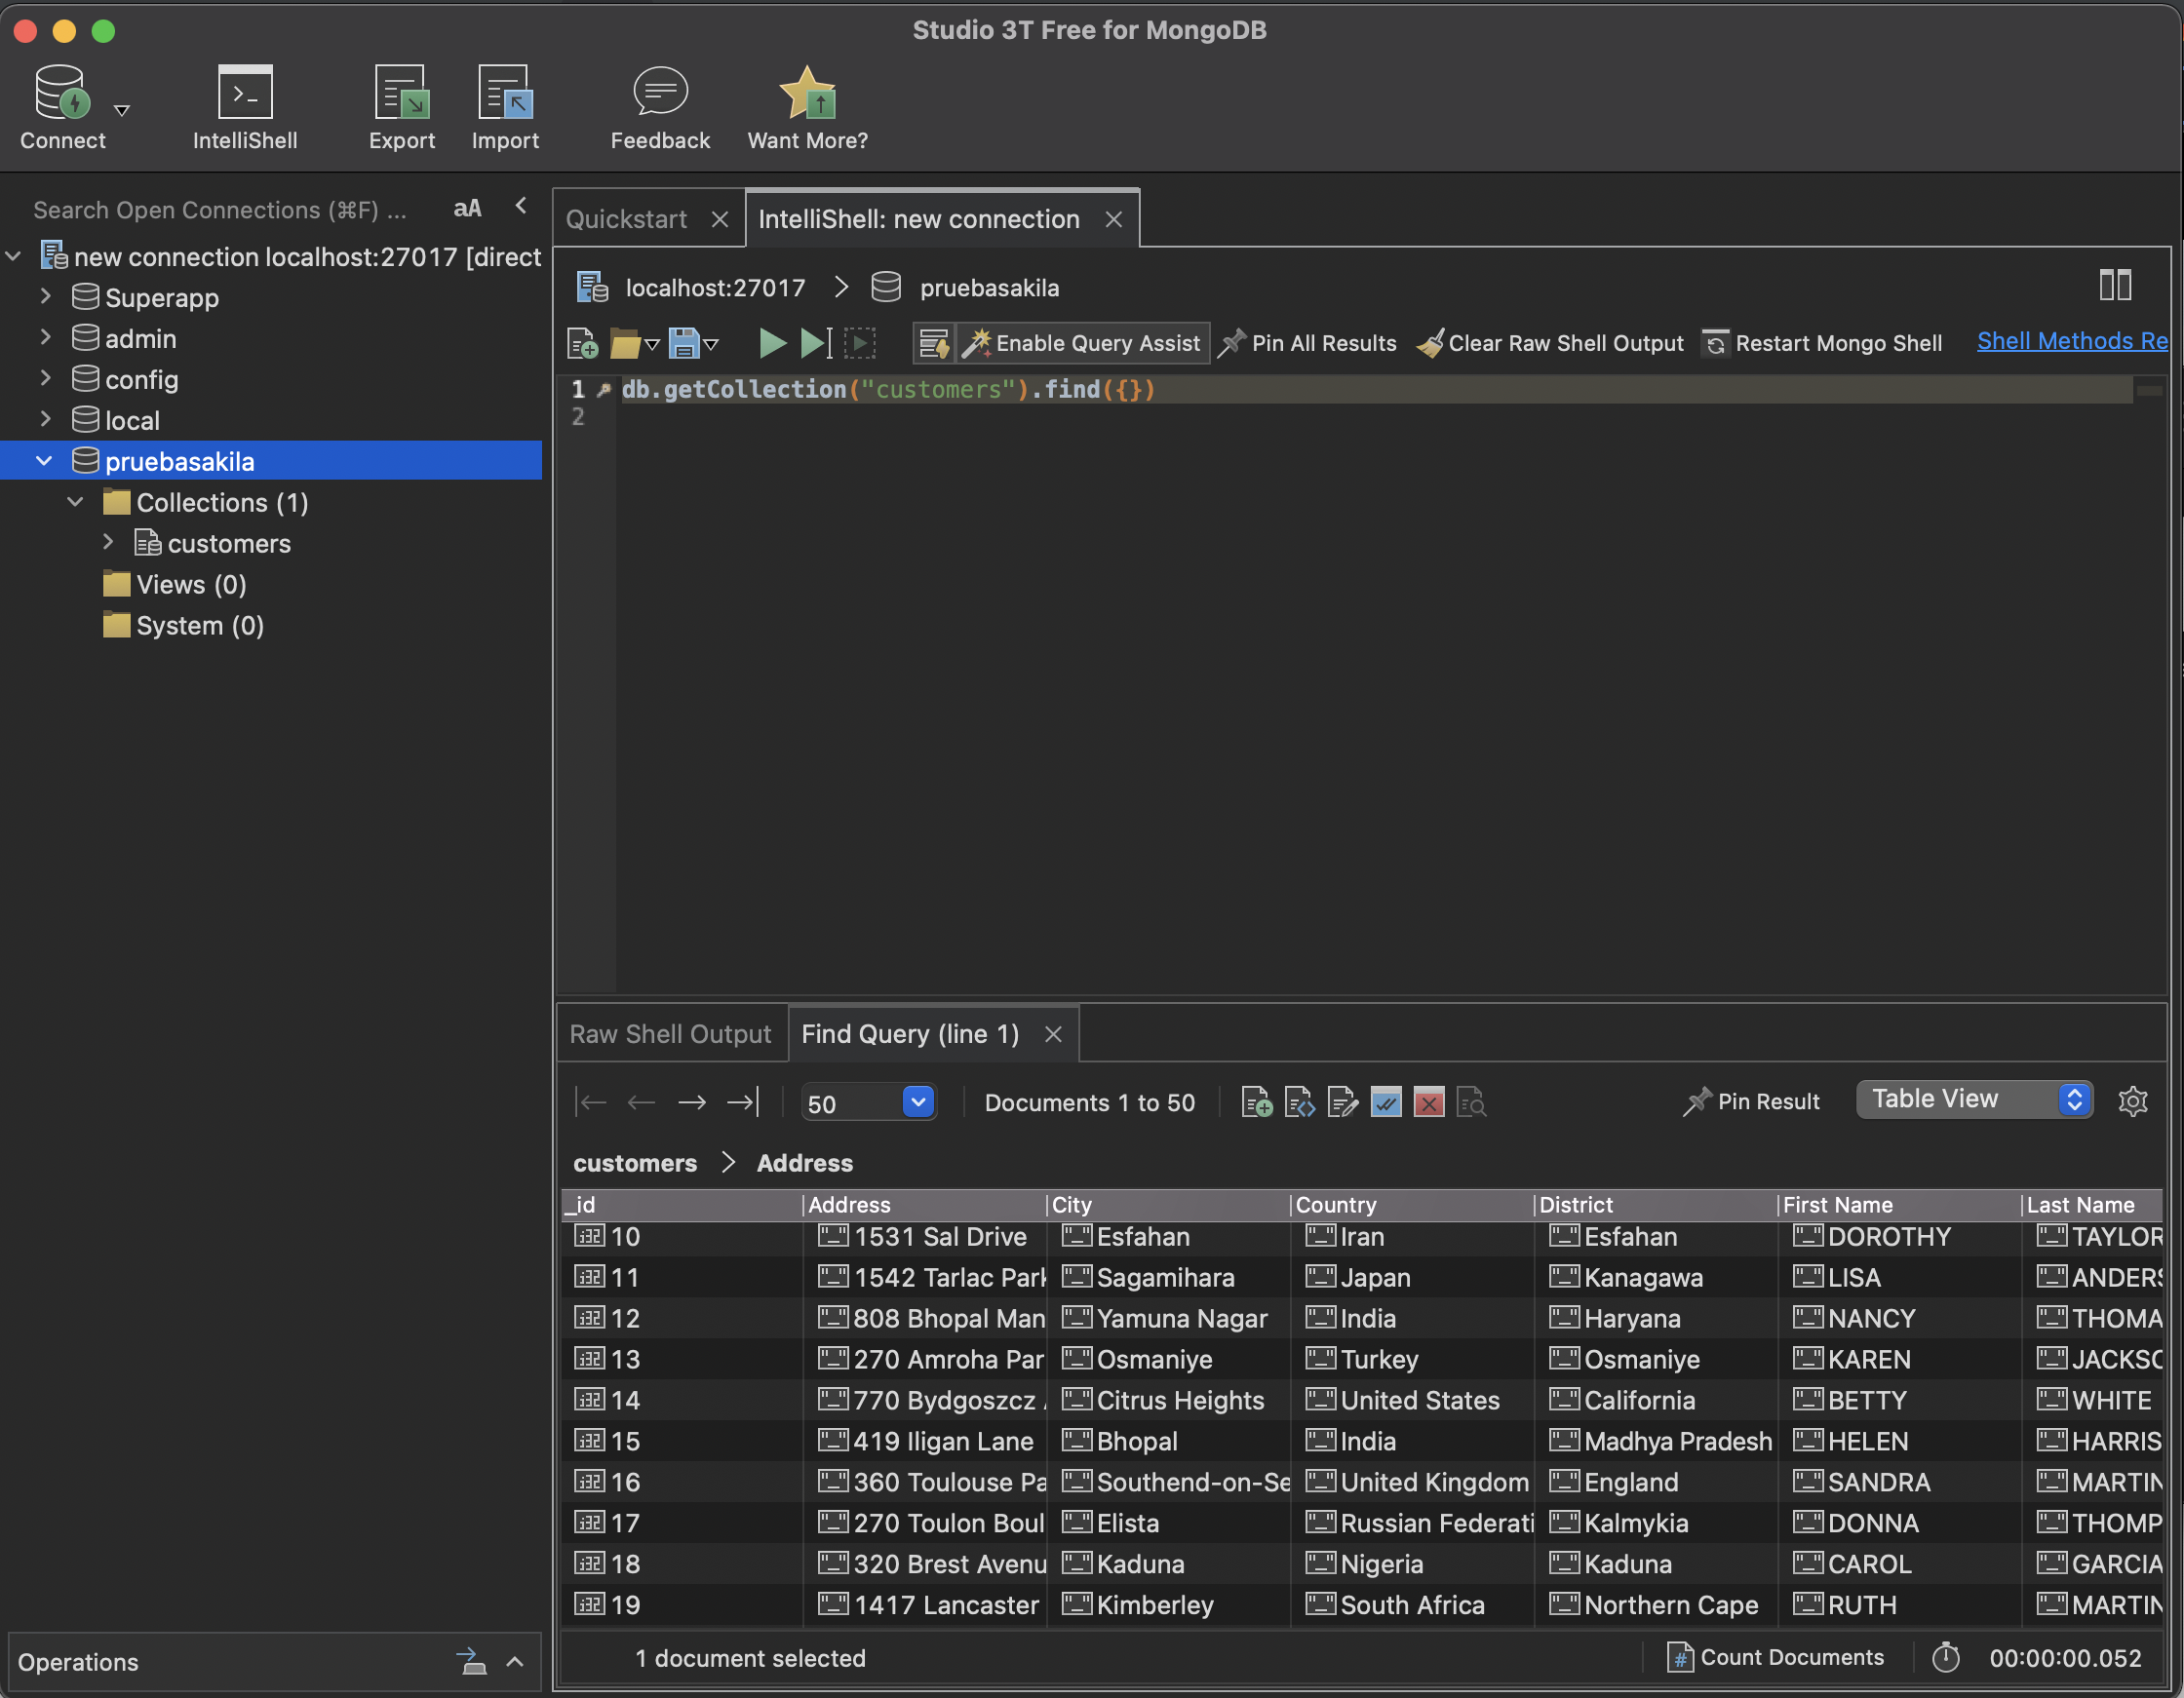 Studio 3T Free for MongoDB
Connect
IntelliShell
Export
Import
Feedback
Want More?
Search Open Connections (⌘F) ...
aA
new connection localhost:27017 [direct
Superapp
admin
config
local
pruebasakila
Collections (1)
customers
Views (0)
System (0)
Operations
Quickstart
IntelliShell: new connection
localhost:27017 > pruebasakila
Enable Query Assist
Pin All Results
Clear Raw Shell Output
Restart Mongo Shell
Shell Methods Re
1 db.getCollection("customers").find({})
2
Raw Shell Output
Find Query (line 1)
50
Documents 1 to 50
Pin Result
Table View
customers > Address
_id Address City Country District First Name Last Name
10 1531 Sal Drive Esfahan Iran Esfahan DOROTHY TAYLOR
11 1542 Tarlac Park Sagamihara Japan Kanagawa LISA ANDERS
12 808 Bhopal Man Yamuna Nagar India Haryana NANCY THOMA
13 270 Amroha Par Osmaniye Turkey Osmaniye KAREN JACKSO
14 770 Bydgoszcz Citrus Heights United States California BETTY WHITE
15 419 Iligan Lane Bhopal India Madhya Pradesh HELEN HARRIS
16 360 Toulouse Pa Southend-on-Se United Kingdom England SANDRA MARTIN
17 270 Toulon Boul Elista Russian Federati Kalmykia DONNA THOMP
18 320 Brest Avenu Kaduna Nigeria Kaduna CAROL GARCIA
19 1417 Lancaster Kimberley South Africa Northern Cape RUTH MARTIN
1 document selected
Count Documents
00:00:00.052